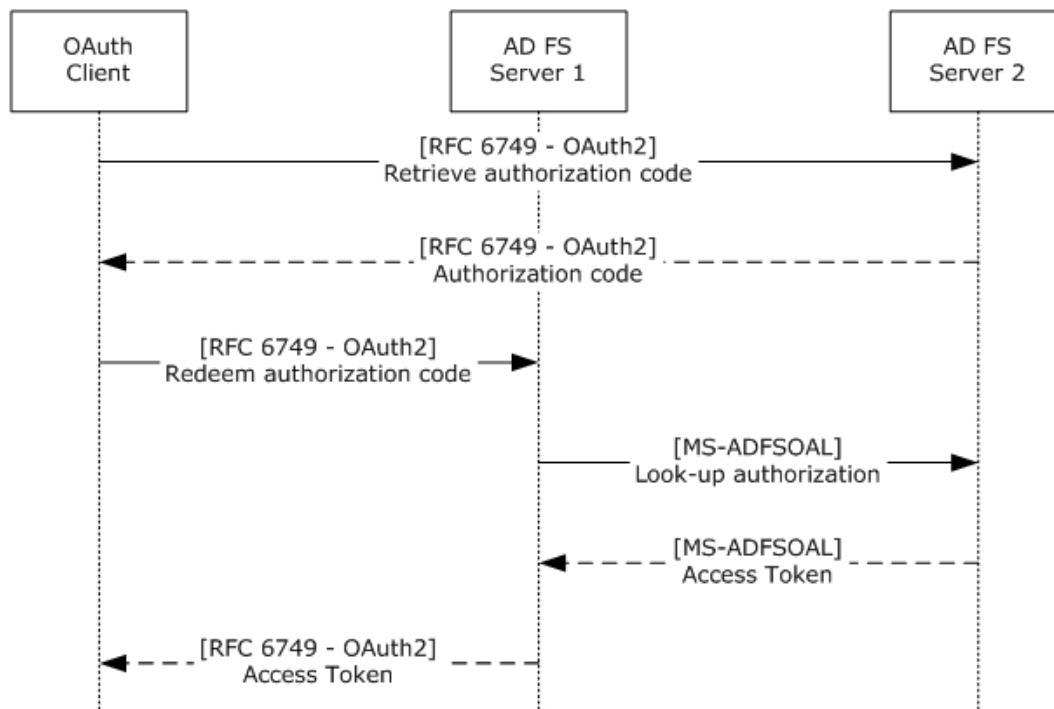 OAuth
Client
AD FS
Server 1
AD FS
Server 2
[RFC 6749 - OAuth2]
Retrieve authorization code
[RFC 6749 - OAuth2]
Authorization code
[RFC 6749 - OAuth2]
Redeem authorization code
[MS-ADFSOAL]
Look-up authorization
[MS-ADFSOAL]
Access Token
[RFC 6749 - OAuth2]
Access Token